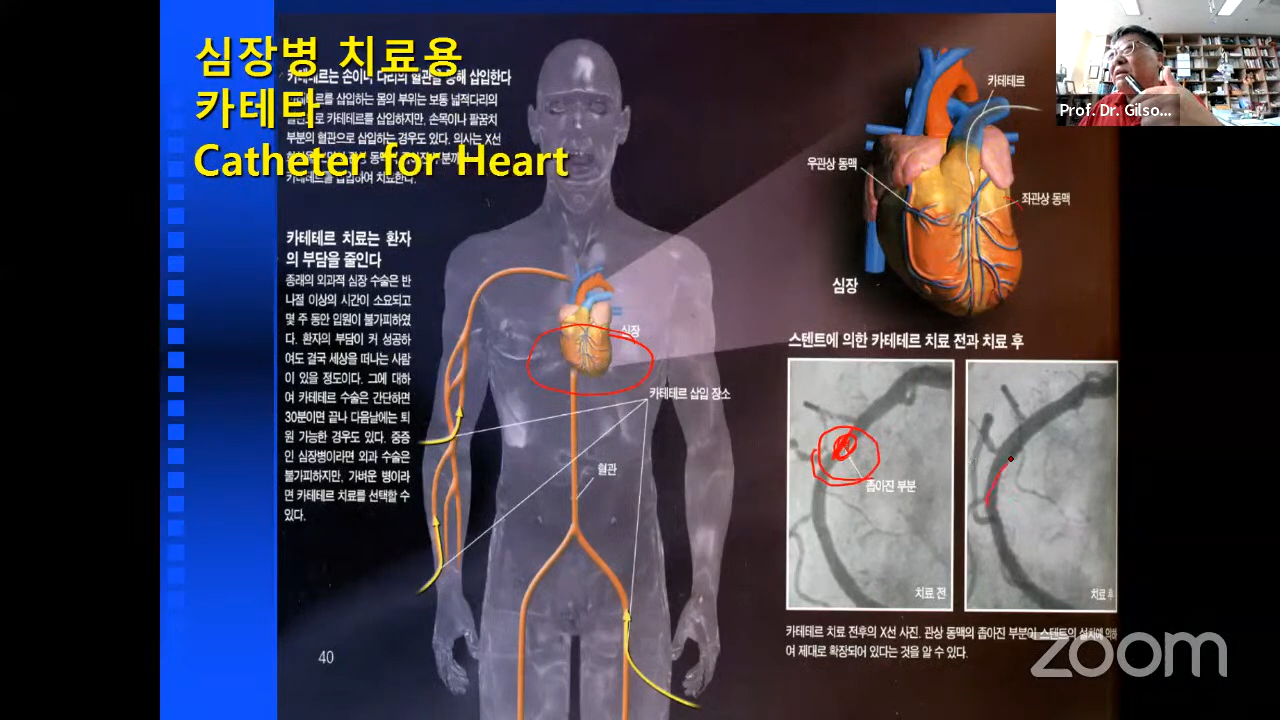 심장병 치료용
카테타
Catheter for Heart
카테테르는 손이나 다리의 혈관을 통해 삽입한다
카테테르를 삽입하는 몸의 부위는 보통 넓적다리의
카테테르를 삽입하지만, 손목이나 팔꿈치
부분의 혈관으로 삽입하는 경우도 있다. 의사는 X선
카테테르를 삽입하여 치료한다.
카테테르 치료는 환자
의 부담을 줄인다
종래의 외과적 심장 수술은 반
나절 이상의 시간이 소요되고
몇 주 동안 입원이 불가피하였
다. 환자의 부담이 커 성공하
여도 결국 세상을 떠나는 사람
이 있을 정도이다. 그에 대하
여 카테테르 수술은 간단하면
30분이면 끝나 다음날에는 퇴
원 가능한 경우도 있다. 중증
인 심장병이라면 외과 수술은
불가피하지만, 가벼운 병이라
면 카테테르 치료를 선택할 수
있다.
40
심장
카테테르 삽입 장소
혈관
카테테르
우관상 동맥
좌관상 동맥
심장
스텐트에 의한 카테테르 치료 전과 치료 후
좁아진 부분
치료 전
치료 후
카테테르 치료 전후의 X선 사진. 관상 동맥의 좁아진 부분이 스텐트의 설치에 의하
여 제대로 확장되어 있다는 것을 알 수 있다.
Prof. Dr. Gilso...
zoom